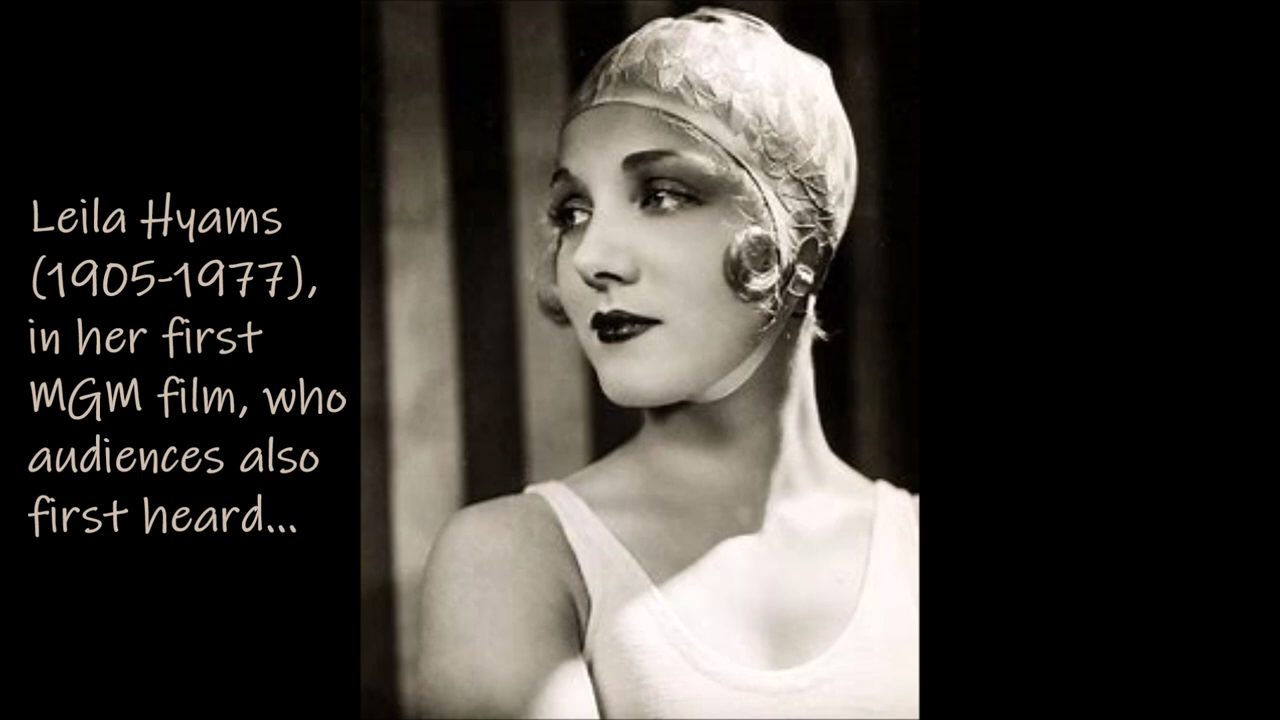 Leila Hyams
(1905-1977),
in her first
MGM film, who
audiences also
first heard...